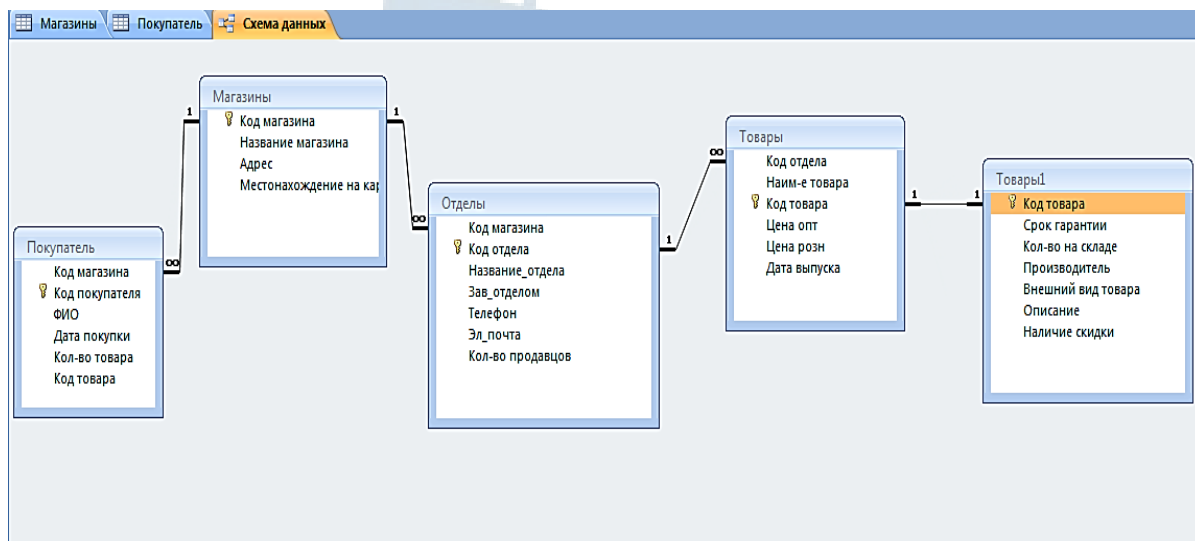 Магазины Покупатель Схема данных
Покупатель
Код магазина
Код покупателя
ФИО
Дата покупки
Кол-во товара
Код товара
∞
1
Магазины
Код магазина
Название магазина
Адрес
Местонахождение на кар
1
∞
Отделы
Код магазина
Код отдела
Название_отдела
Зав_отделом
Телефон
Эл_почта
Кол-во продавцов
1
∞
Товары
Код отдела
Наим-е товара
Код товара
Цена опт
Цена розн
Дата выпуска
1
1
Товары1
Код товара
Срок гарантии
Кол-во на складе
Производитель
Внешний вид товара
Описание
Наличие скидки